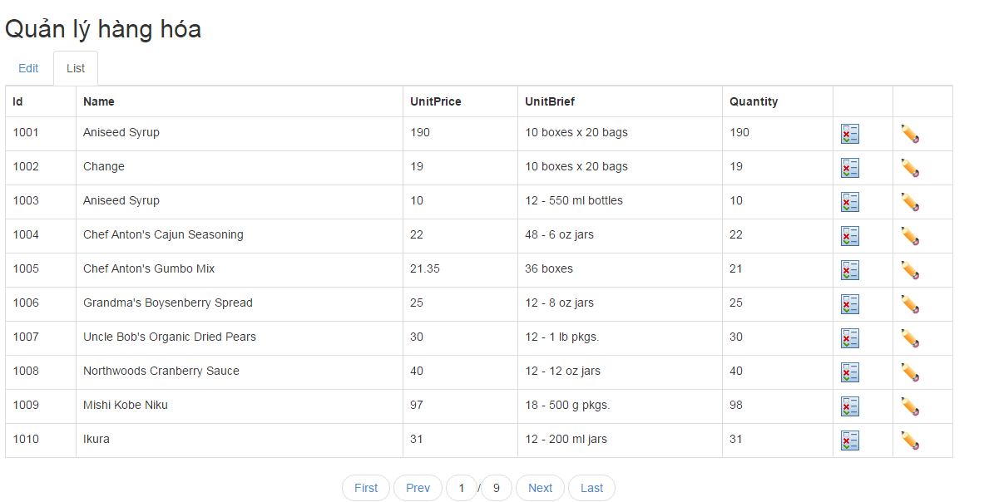 Quản lý hàng hóa
Edit List
Id Name UnitPrice UnitBrief Quantity
1001 Aniseed Syrup 190 10 boxes x 20 bags 190
1002 Change 19 10 boxes x 20 bags 19
1003 Aniseed Syrup 10 12 - 550 ml bottles 10
1004 Chef Anton's Cajun Seasoning 22 48 - 6 oz jars 22
1005 Chef Anton's Gumbo Mix 21.35 36 boxes 21
1006 Grandma's Boysenberry Spread 25 12 - 8 oz jars 25
1007 Uncle Bob's Organic Dried Pears 30 12 - 1 lb pkgs. 30
1008 Northwoods Cranberry Sauce 40 12 - 12 oz jars 40
1009 Mishi Kobe Niku 97 18 - 500 g pkgs. 98
1010 Ikura 31 12 - 200 ml jars 31
First Prev 1 / 9 Next Last